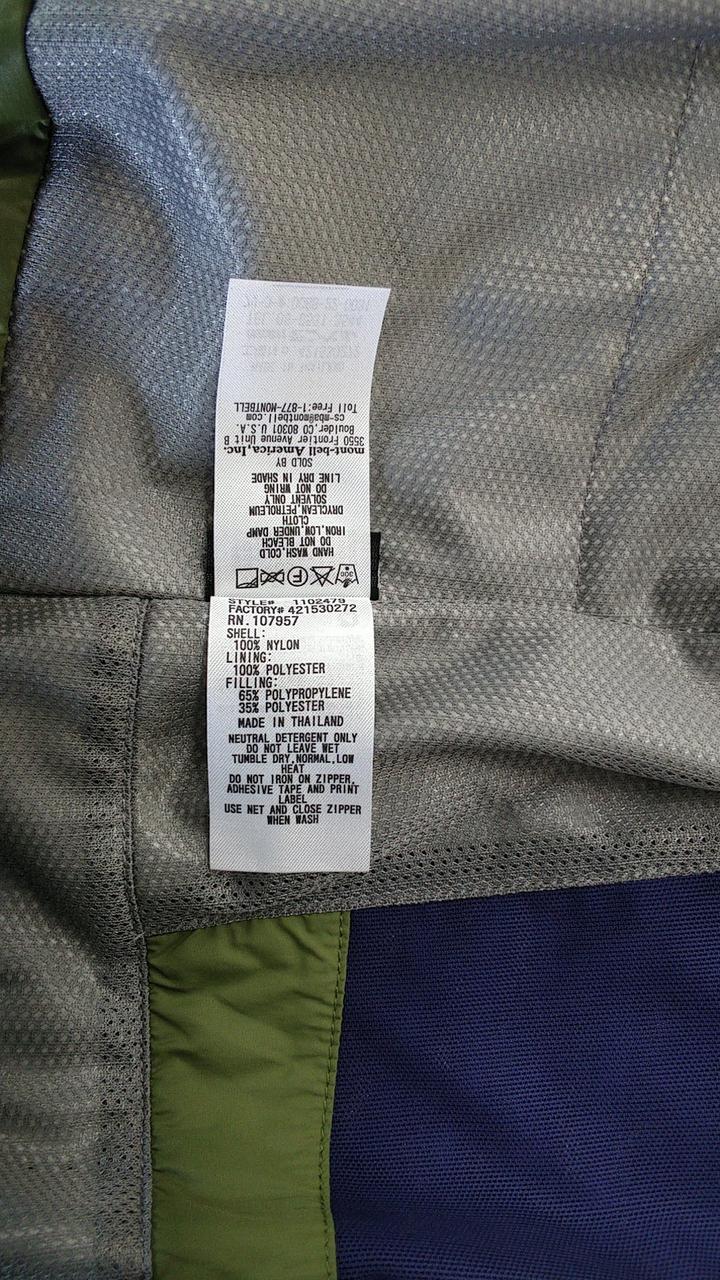 HAND WASH,COLD
DO NOT BLEACH
IRON,LOW,UNDER DAMP
CLOTH
DRYCLEAN,PETROLEUM
SOLVENT ONLY
DO NOT WRING
LINE DRY IN SHADE
SOLD BY
mont-bell America,Inc.
3550 Frontier Avenue Unit B
Boulder,CO 80301 U.S.A.
cs-mba@montbell.com
Toll Free:1-877-MONTBELL
STYLE# 1102479
FACTORY# 421530272
RN.107957
SHELL:
100% NYLON
LINING:
100% POLYESTER
FILLING:
65% POLYPROPYLENE
35% POLYESTER
MADE IN THAILAND
NEUTRAL DETERGENT ONLY
DO NOT LEAVE WET
TUMBLE DRY,NORMAL,LOW
HEAT
DO NOT IRON ON ZIPPER,
ADHESIVE TAPE AND PRINT
LABEL
USE NET AND CLOSE ZIPPER
WHEN WASH